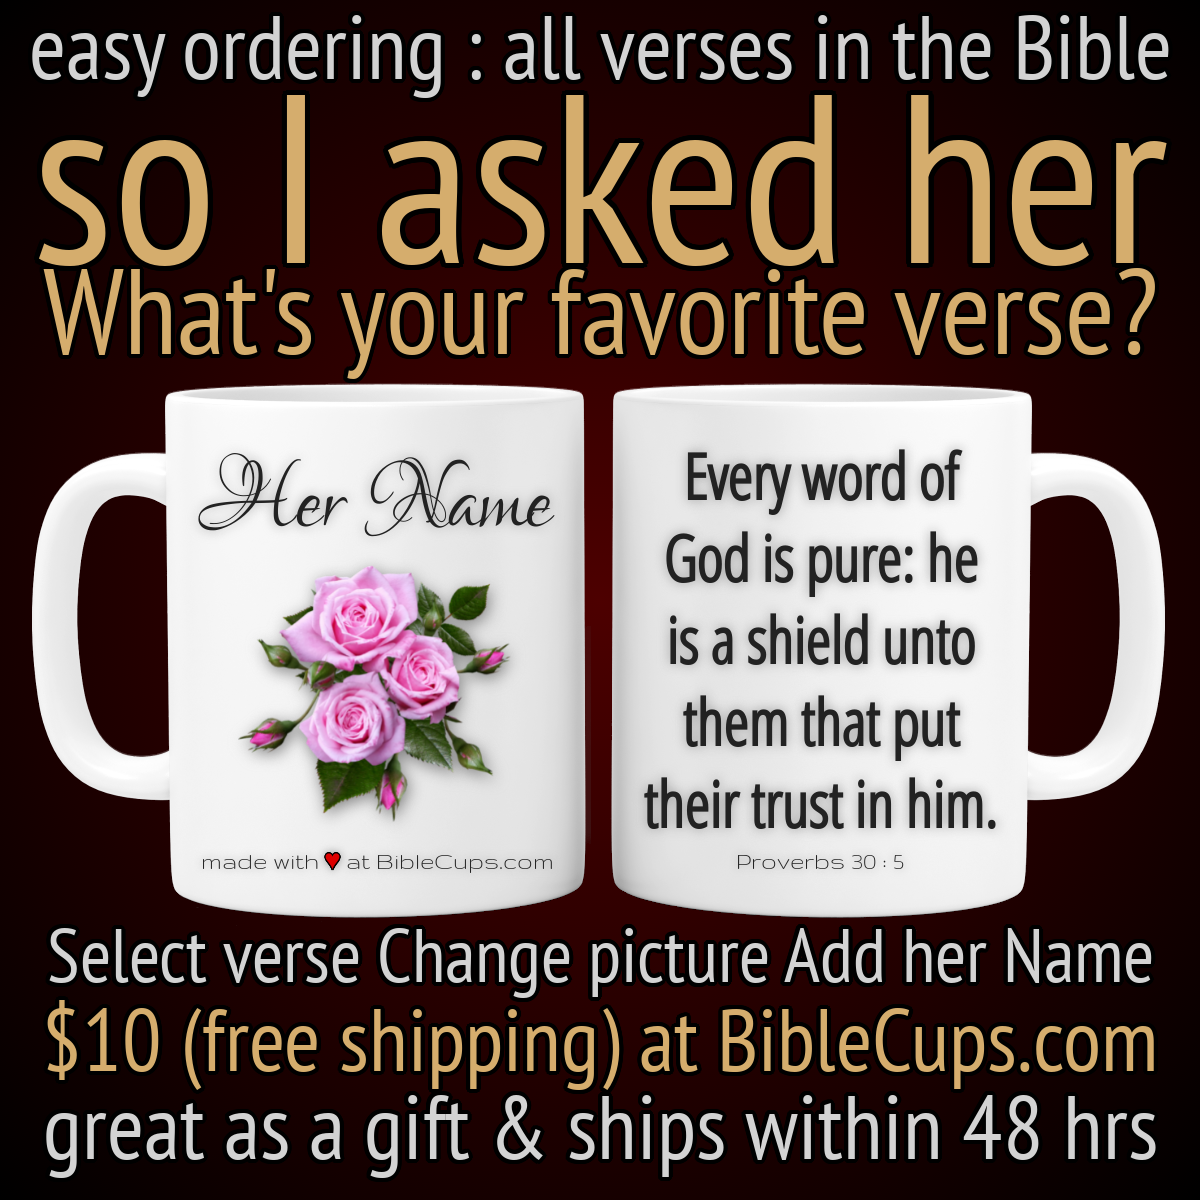 easy ordering : all verses in the Bible
so I asked her
What's your favorite verse?
Her Name
made with ♥ at BibleCups.com
Every word of
God is pure: he
is a shield unto
them that put
their trust in him.
Proverbs 30 : 5
Select verse Change picture Add her Name
$10 (free shipping) at BibleCups.com
great as a gift & ships within 48 hrs